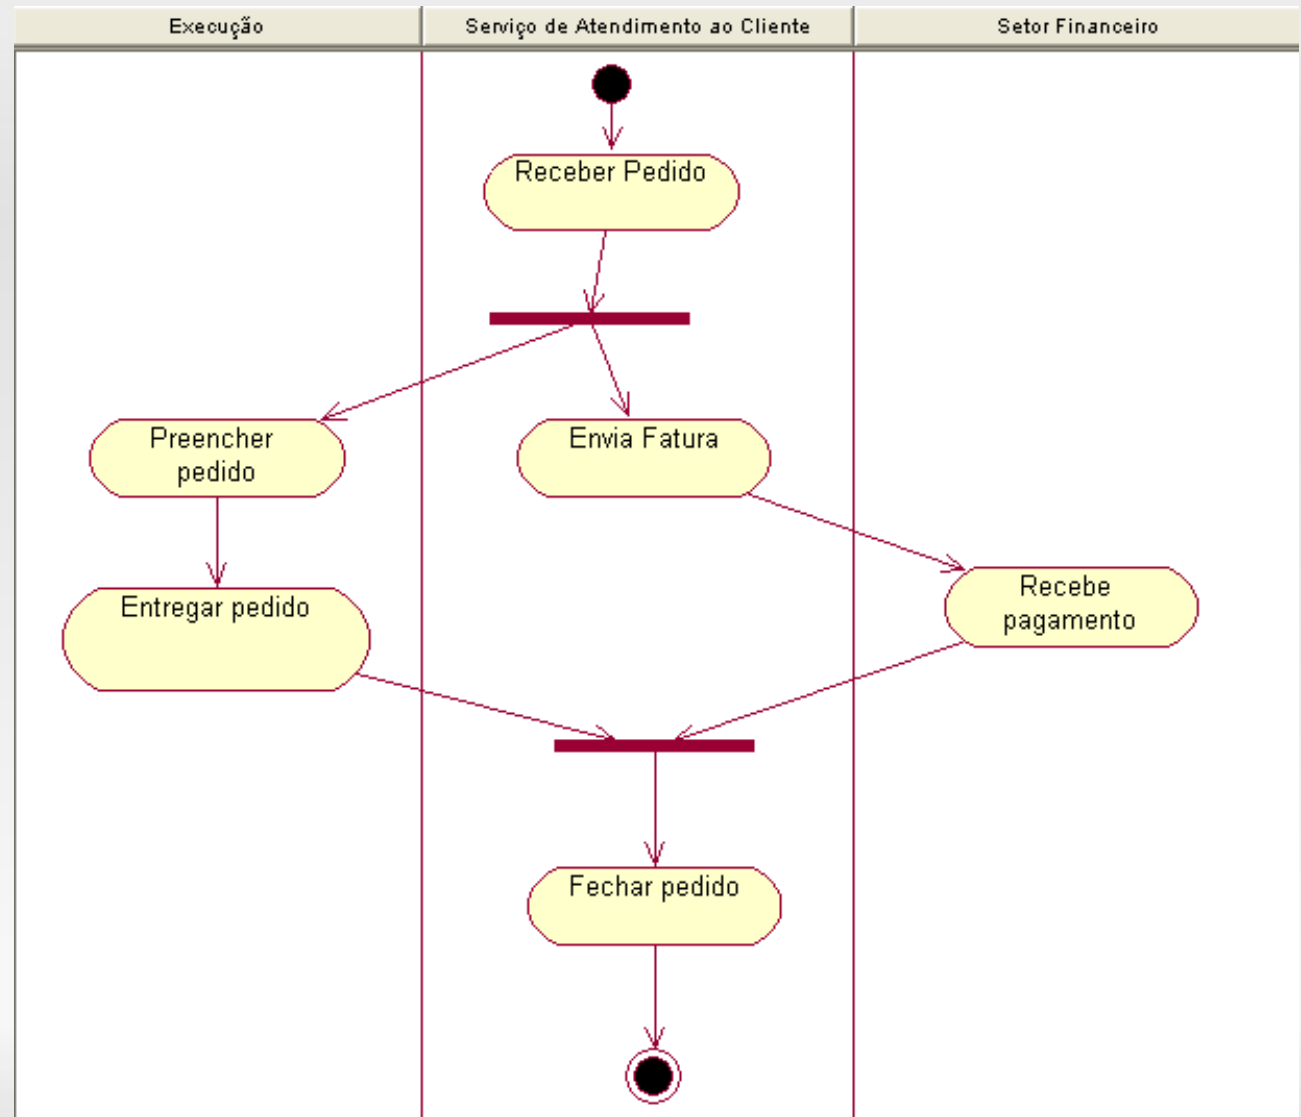 Execução
Serviço de Atendimento ao Cliente
Setor Financeiro
Receber Pedido
Preencher
pedido
Envia Fatura
Entregar pedido
Recebe
pagamento
Fechar pedido